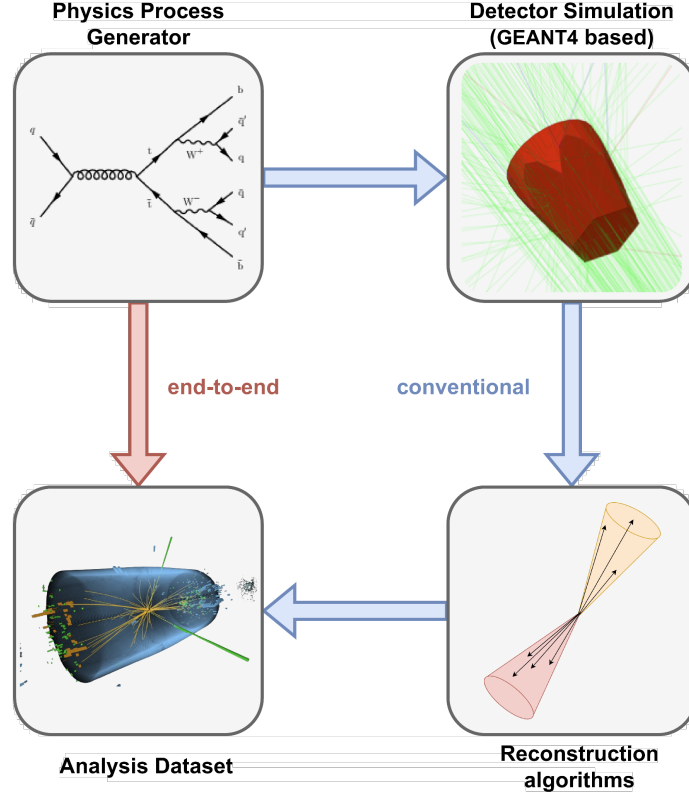 Physics Process
Generator
Detector Simulation
(GEANT4 based)
q
q̄
t
t̄
W⁺
W⁻
b
q̄′
q
q̄
q′
b̄
end-to-end
conventional
Analysis Dataset
Reconstruction
algorithms